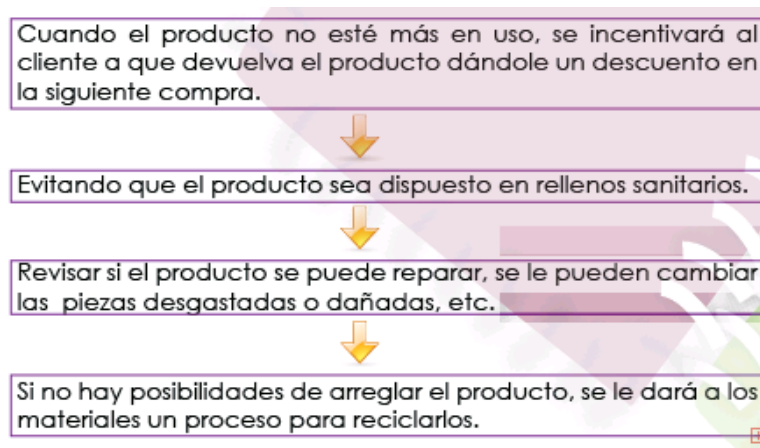 Cuando el producto no esté más en uso, se incentivará al
cliente a que devuelva el producto dándole un descuento en
la siguiente compra.
Evitando que el producto sea dispuesto en rellenos sanitarios.
Revisar si el producto se puede reparar, se le pueden cambiar
las piezas desgastadas o dañadas, etc.
Si no hay posibilidades de arreglar el producto, se le dará a los
materiales un proceso para reciclarlos.